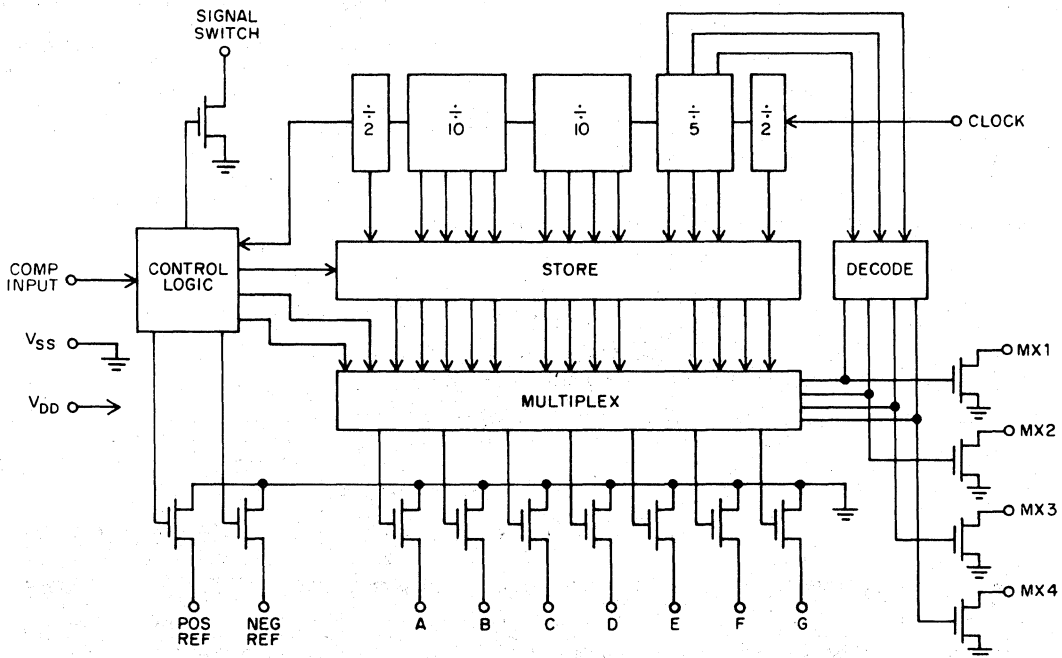 SIGNAL
SWITCH
÷
2
÷
10
÷
10
÷
5
÷
2
CLOCK
COMP
INPUT
CONTROL
LOGIC
STORE
DECODE
VSS
VDD
MULTIPLEX
MX1
MX2
MX3
MX4
POS
REF
NEG
REF
A
B
C
D
E
F
G